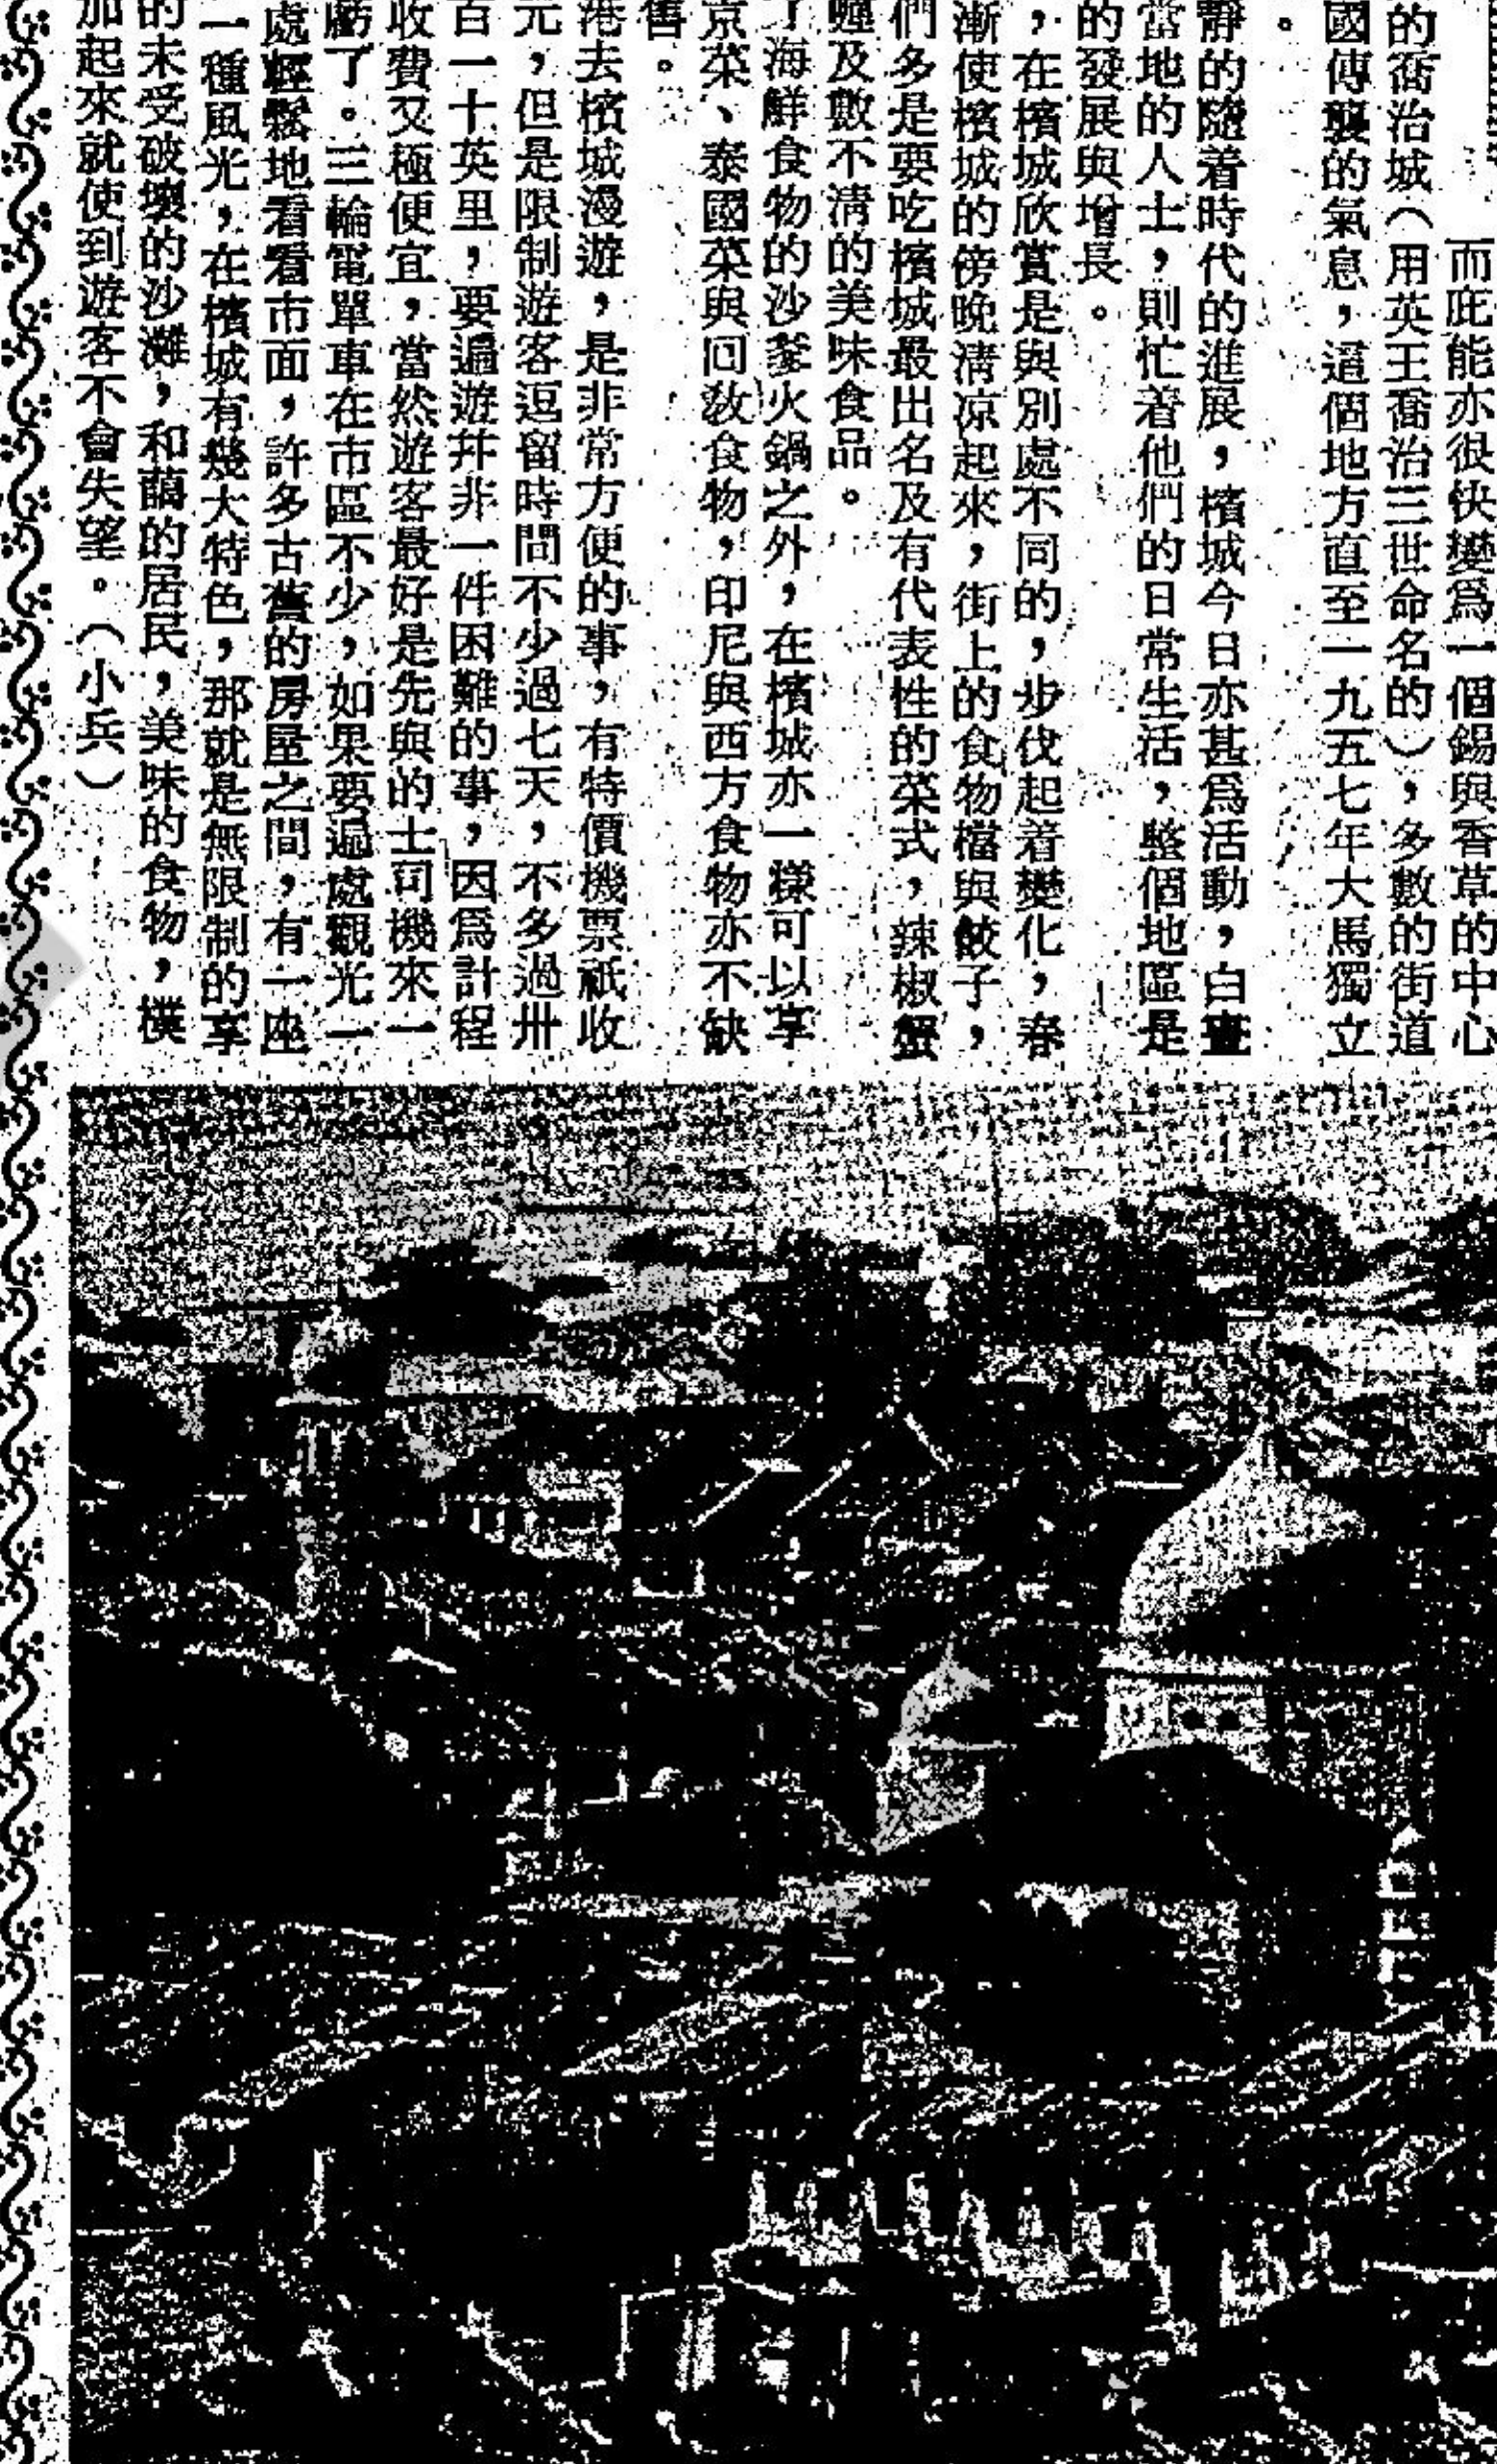 而庇能亦很快變爲一個錫與香草的中心
的喬治城（用英王喬治三世命名的），多數的街道
國傳襲的氣息，這個地方直至一九五七年大馬獨立
。
靜的隨着時代的進展，檳城今日亦甚爲活動，白晝
當地的人士，則忙着他們的日常生活，整個地區是
的發展與增長。
，在檳城欣賞是與別處不同的，步伐起着變化，春
漸使檳城的傍晚淸凉起來，街上的食物檔與餃子，
們多是要吃檳城最出名及有代表性的菜式，辣椒蟹
及數不淸的美味食品。
了海鮮食物的沙爹火鍋之外，在檳城亦一樣可以享
京菜、泰國菜與回敎食物，印尼與西方食物亦不缺
售。
港去檳城漫遊，是非常方便的事，有特價機票祇收
元，但是限制遊客逗留時間不少過七天，不多過卅
百一十英里，要遍遊幷非一件困難的事，因爲計程
收費又極便宜，當然遊客最好是先與的士司機來一
虧了。三輪電單車在市區不少，如果要遍處觀光一
處輕鬆地看看市面，許多古舊的房屋之間，有一座
一種風光，在檳城有幾大特色，那就是無限制的享
的未受破壞的沙灘，和藹的居民，美味的食物，樸
加起來就使到遊客不會失望。（小兵）